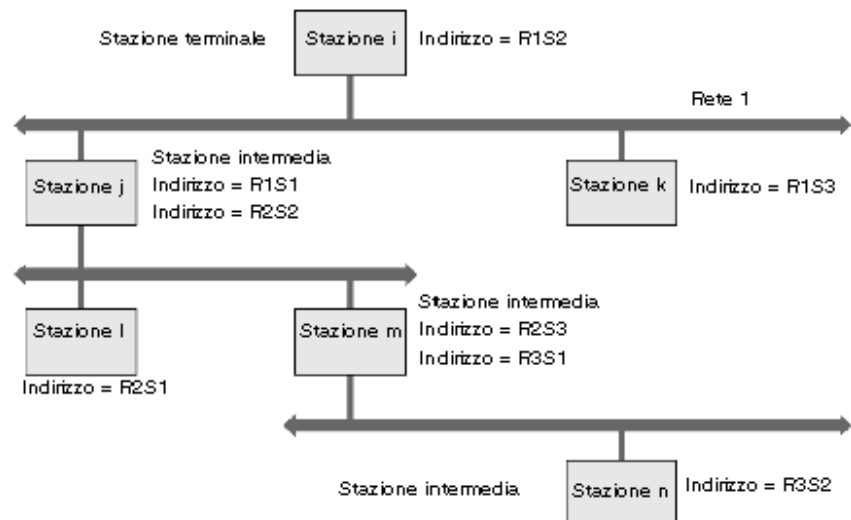 Stazione terminale
Stazione i
Indirizzo = R1S2
Rete 1
Stazione j
Stazione intermedia
Indirizzo = R1S1
Indirizzo = R2S2
Stazione k
Indirizzo = R1S3
Stazione l
Indirizzo = R2S1
Stazione m
Stazione intermedia
Indirizzo = R2S3
Indirizzo = R3S1
Stazione intermedia
Stazione n
Indirizzo = R3S2